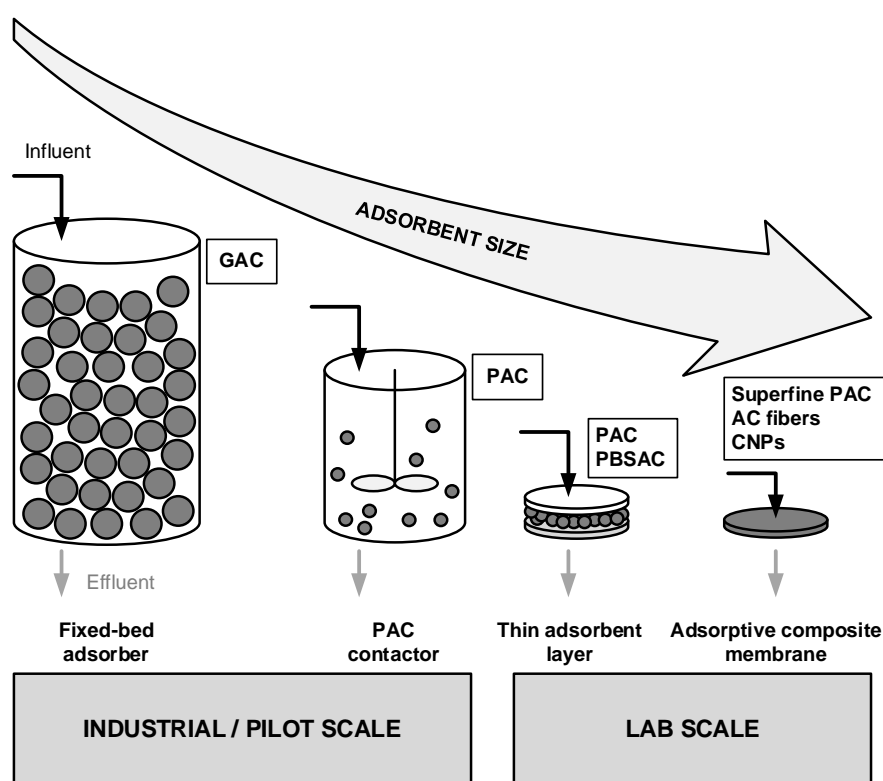 Influent
ADSORBENT SIZE
GAC
PAC
PAC
PBSAC
Superfine PAC
AC fibers
CNPs
Effluent
Fixed-bed
adsorber
PAC
contactor
Thin adsorbent
layer
Adsorptive composite
membrane
INDUSTRIAL / PILOT SCALE
LAB SCALE